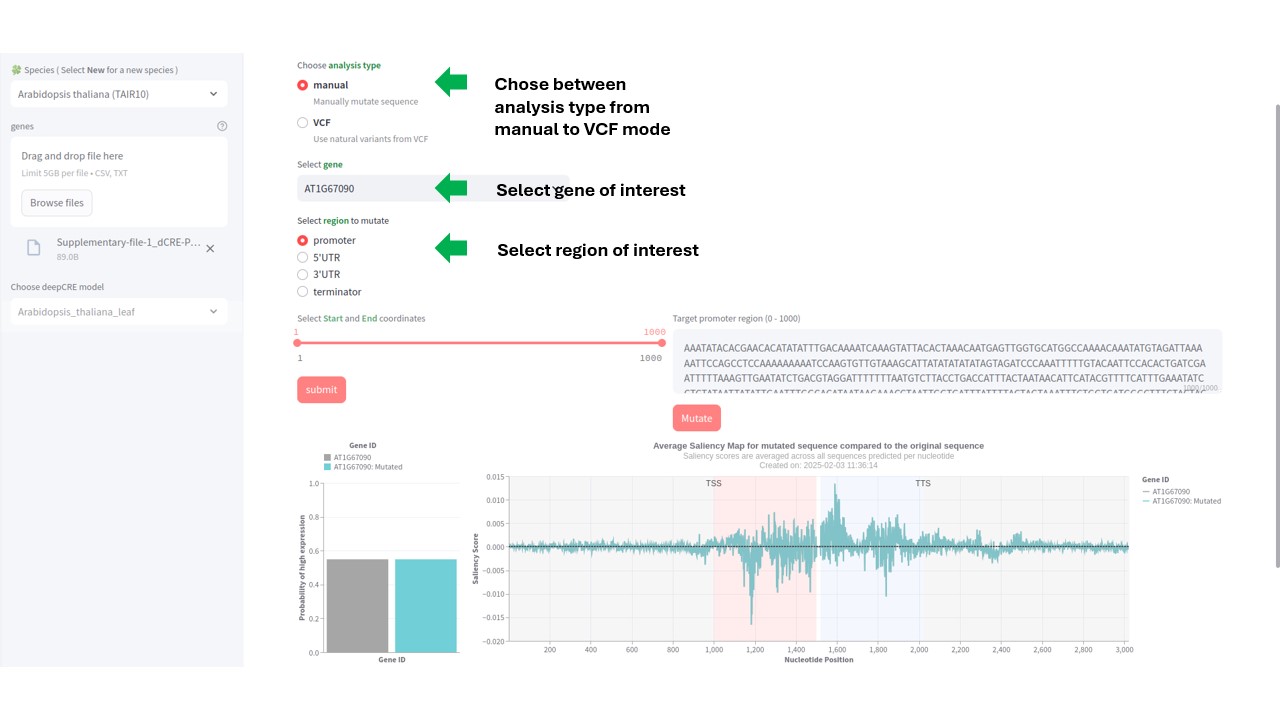 🍀 Species ( Select New for a new species )
Arabidopsis thaliana (TAIR10)
genes
Drag and drop file here
Limit 5GB per file • CSV, TXT
Browse files
Supplementary-file-1_dCRE-P...
89.0B
Choose deepCRE model
Arabidopsis_thaliana_leaf
Choose analysis type
manual
Manually mutate sequence
VCF
Use natural variants from VCF
Chose between
analysis type from
manual to VCF mode
Select gene
AT1G67090
Select gene of interest
Select region to mutate
promoter
5'UTR
3'UTR
terminator
Select region of interest
Select Start and End coordinates
1 1000
1 1000
submit
Target promoter region (0 - 1000)
AAATATACACGAACACATATATTTGACAAAATCAAAGTATTACACTAAACAATGAGTTGGTGCATGGCCAAAACAAATATGTAGATTAAA
AATTCCAGCCTCCAAAAAAAAATCCAAGTGTTGTAAAGCATTATATATATATAGTAGATCCCAAATTTTTGTACAATTCCACACTGATCGA
ATTTTTAAAGTTGAATATCTGACGTAGGATTTTTTTAATGTCTTACCTGACCATTTACTAATAACATTCATACGTTTTCATTTGAAATATC
1000/1000
Mutate
Gene ID
AT1G67090
AT1G67090: Mutated
Probability of high expression
1.0
0.8
0.6
0.4
0.2
0.0
Gene ID
Average Saliency Map for mutated sequence compared to the original sequence
Saliency scores are averaged across all sequences predicted per nucleotide
Created on: 2025-02-03 11:36:14
TSS TTS
Saliency Score
0.015
0.010
0.005
0.000
−0.005
−0.010
−0.015
−0.020
200 400 600 800 1,000 1,200 1,400 1,600 1,800 2,000 2,200 2,400 2,600 2,800 3,000
Nucleotide Position
Gene ID
AT1G67090
AT1G67090: Mutated